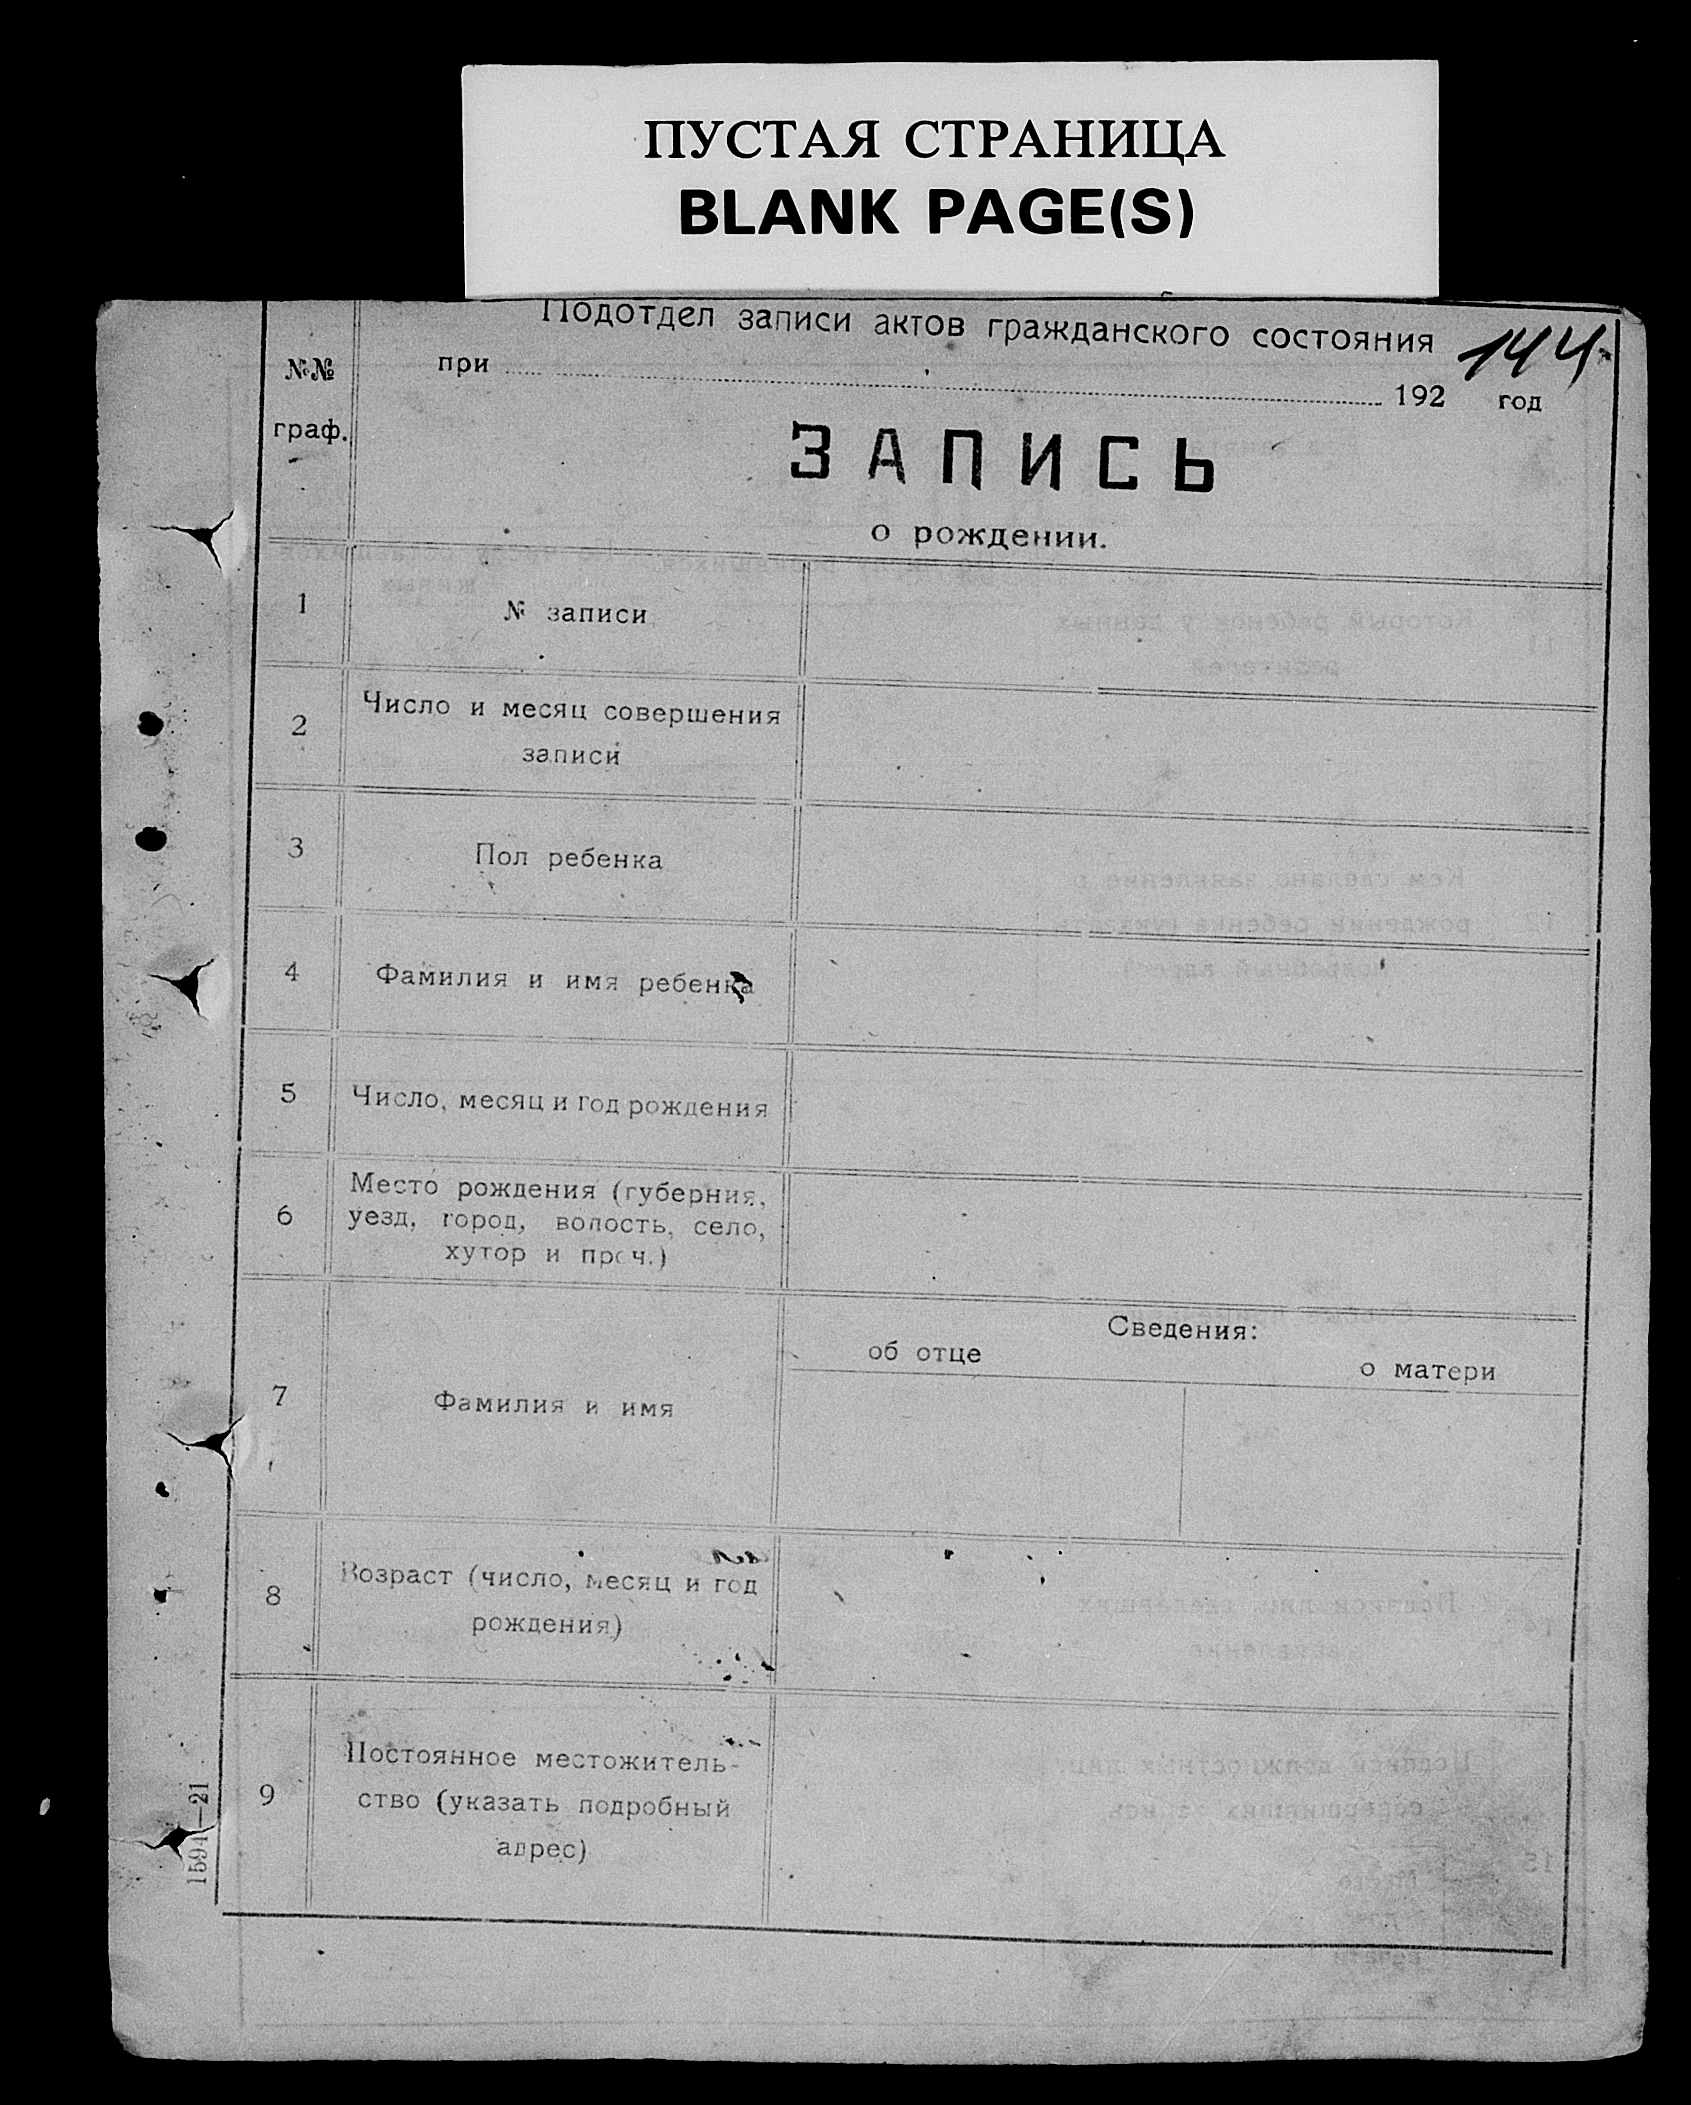 ПУСТАЯ СТРАНИЦА
BLANK PAGE(S)
Подотдел записи актов гражданского состояния
144
при
192 год
№№
граф.
ЗАПИСЬ
о рождении.
1
№ записи
2
Число и месяц совершения
записи
3
Пол ребенка
4
Фамилия и имя ребенка
5
Число, месяц и год рождения
6
Место рождения (губерния,
уезд, город, волость, село,
хутор и проч.)
Сведения:
об отце
о матери
7
Фамилия и имя
8
Возраст (число, месяц и год
рождения)
9
Постоянное местожитель-
ство (указать подробный
адрес)
1594—21